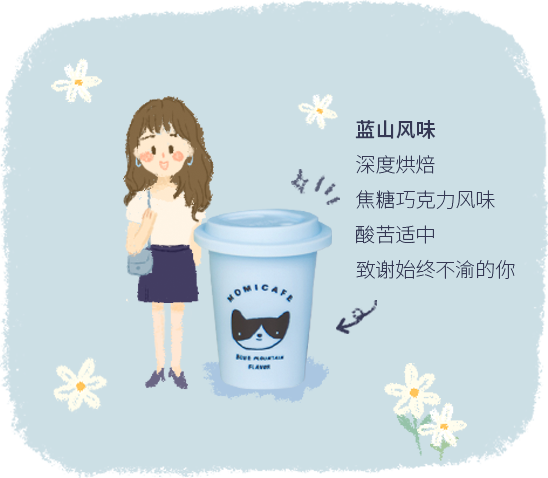 蓝山风味
深度烘焙
焦糖巧克力风味
酸苦适中
致谢始终不渝的你
NOMICAFE
BLUE MOUNTAIN
FLAVOR